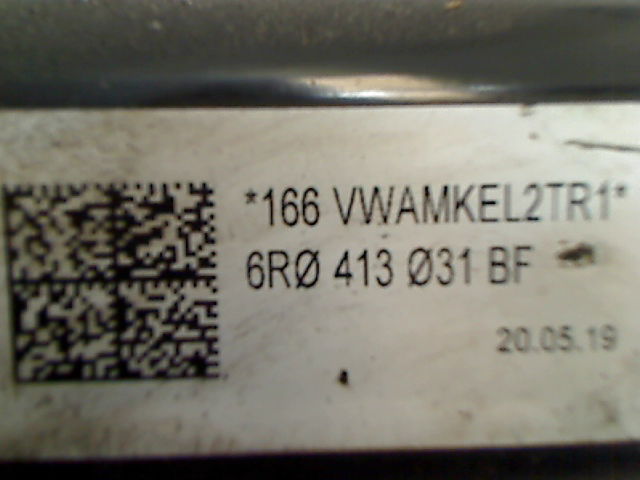 *166 VWAMKEL2TR1*
6RØ 413 Ø31 BF
20.05.19